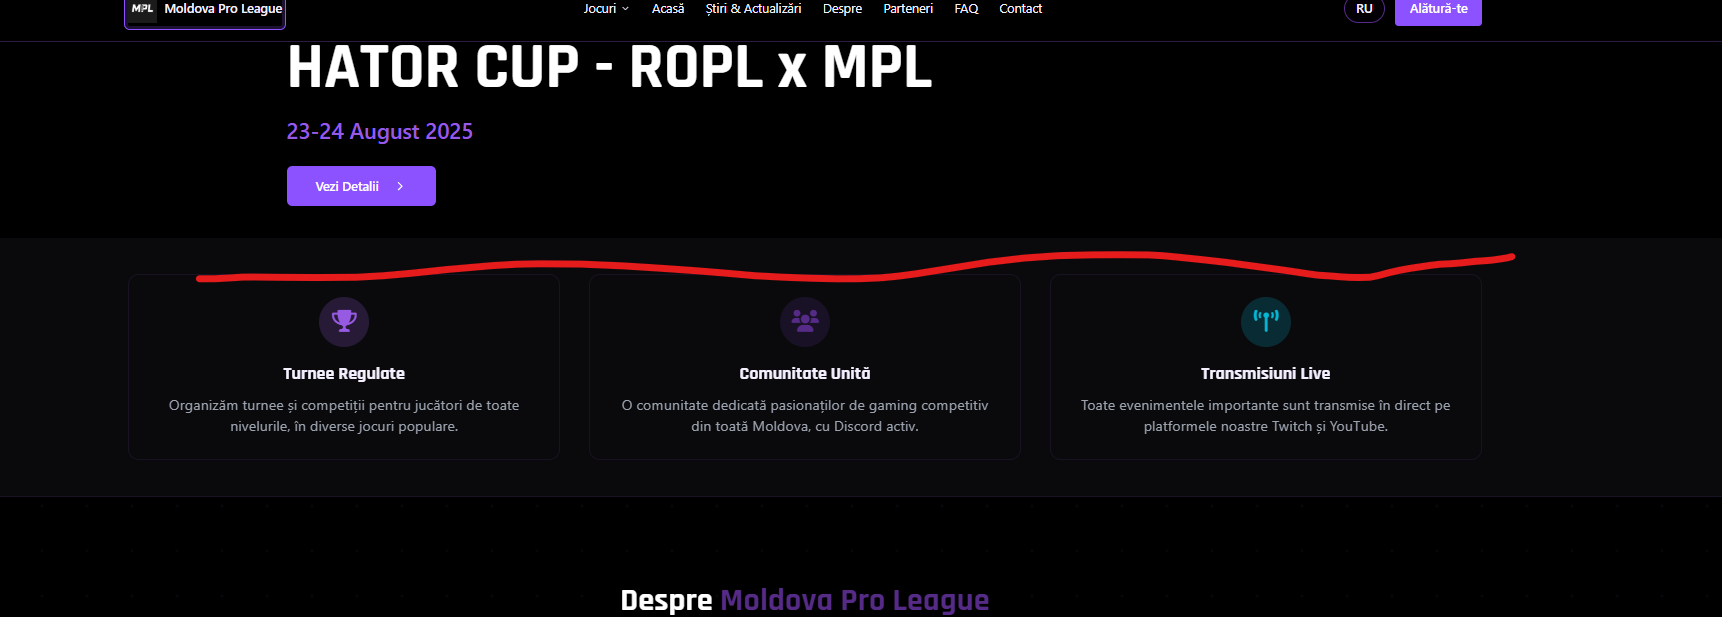 MPL Moldova Pro League
Jocuri Acasă Știri & Actualizări Despre Parteneri FAQ Contact
RU
Alătură-te
HATOR CUP - ROPL x MPL
23-24 August 2025
Vezi Detalii
Turnee Regulate
Organizăm turnee și competiții pentru jucători de toate
nivelurile, în diverse jocuri populare.
Comunitate Unită
O comunitate dedicată pasionaților de gaming competitiv
din toată Moldova, cu Discord activ.
Transmisiuni Live
Toate evenimentele importante sunt transmise în direct pe
platformele noastre Twitch și YouTube.
Despre Moldova Pro League